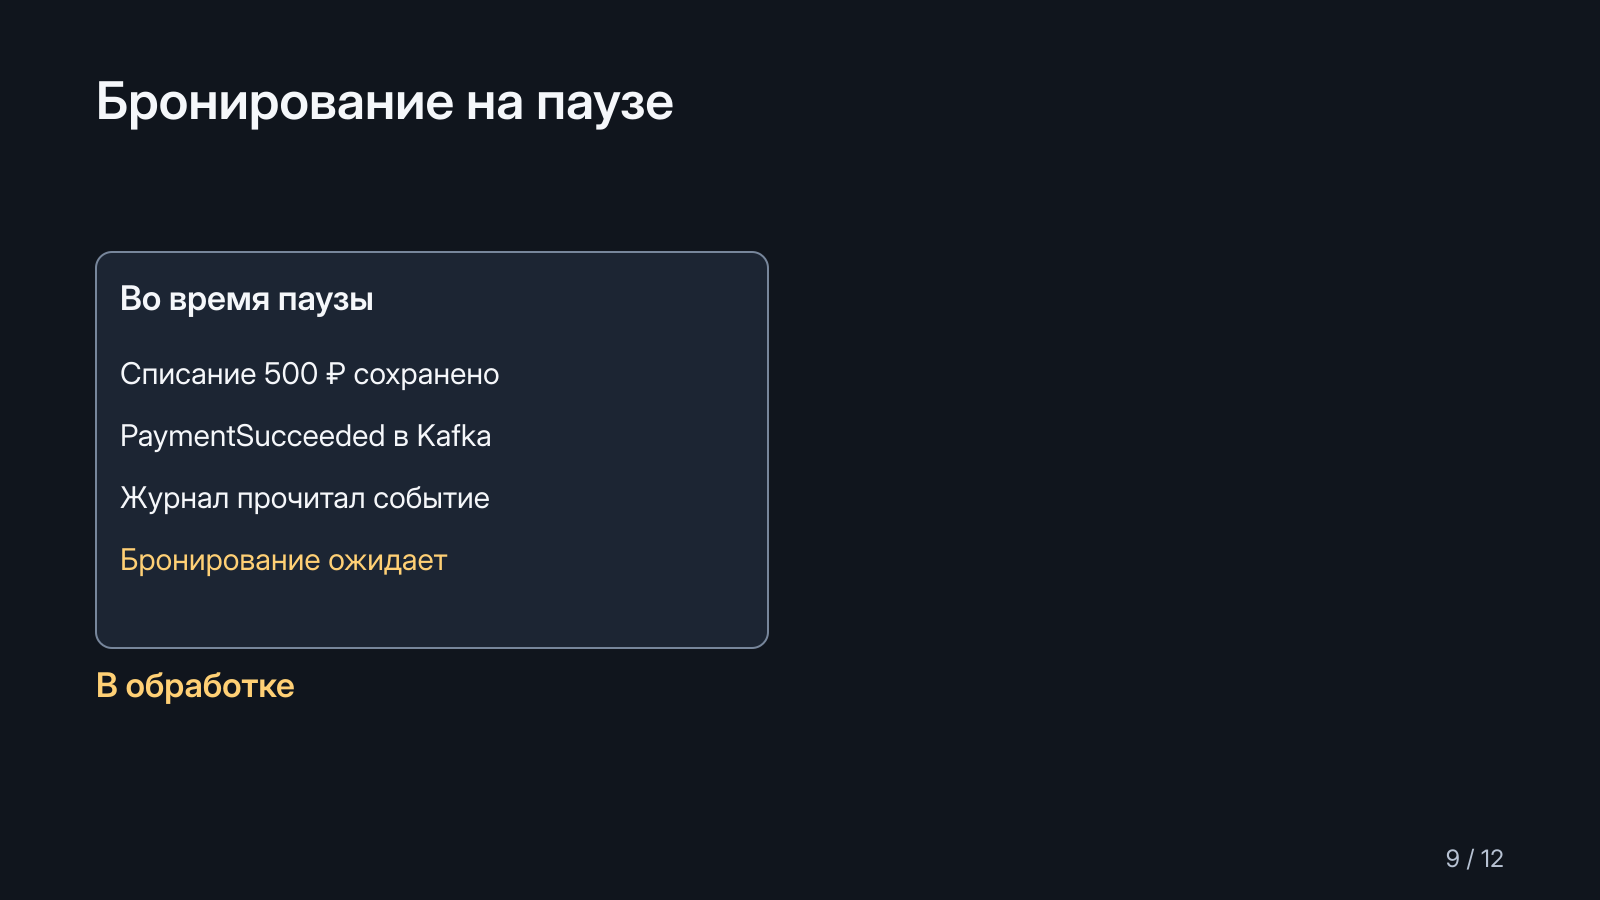 Бронирование на паузе
Во время паузы
Списание 500 ₽ сохранено
PaymentSucceeded в Kafka
Журнал прочитал событие
Бронирование ожидает
В обработке
9 / 12